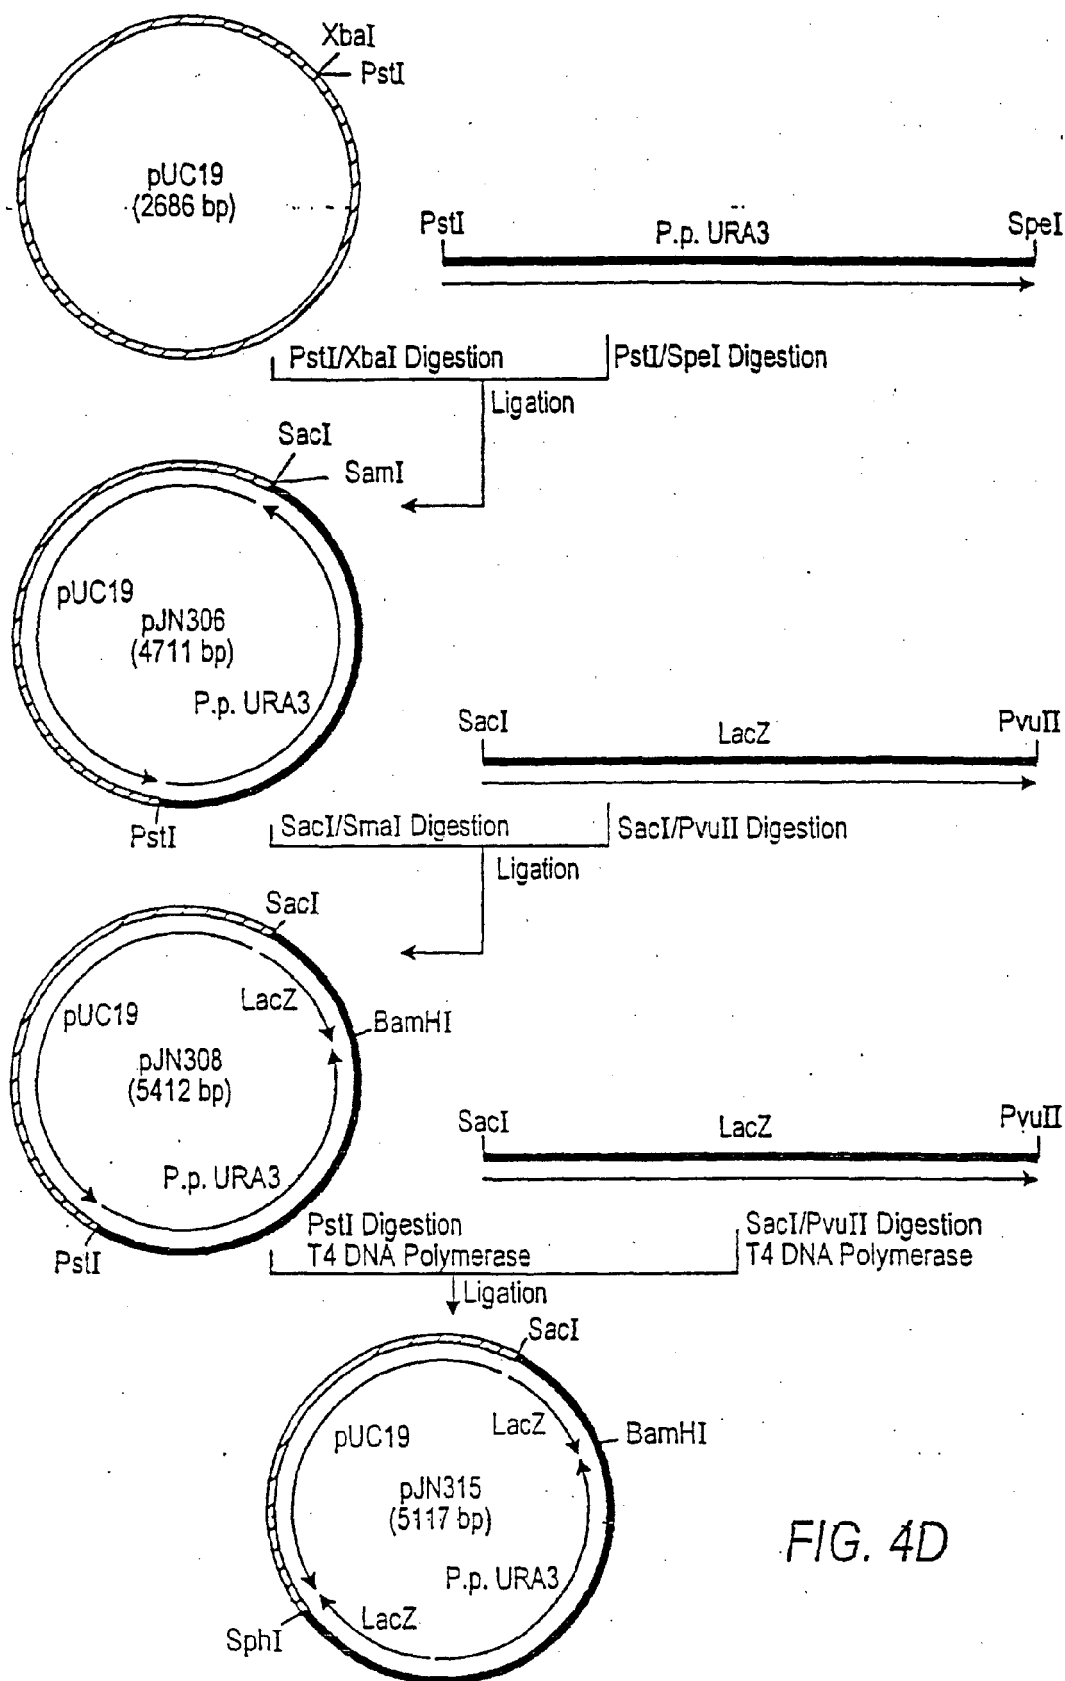 XbaI
PstI
pUC19
(2686 bp)
PstI
P.p. URA3
SpeI
PstI/XbaI Digestion
PstI/SpeI Digestion
Ligation
SacI
SamI
pUC19
pJN306
(4711 bp)
P.p. URA3
PstI
SacI
LacZ
PvuII
SacI/SmaI Digestion
SacI/PvuII Digestion
Ligation
SacI
LacZ
pUC19
BamHI
pJN308
(5412 bp)
P.p. URA3
PstI
SacI
LacZ
PvuII
PstI Digestion
T4 DNA Polymerase
SacI/PvuII Digestion
T4 DNA Polymerase
Ligation
SacI
LacZ
pUC19
BamHI
pJN315
(5117 bp)
P.p. URA3
LacZ
SphI
FIG. 4D